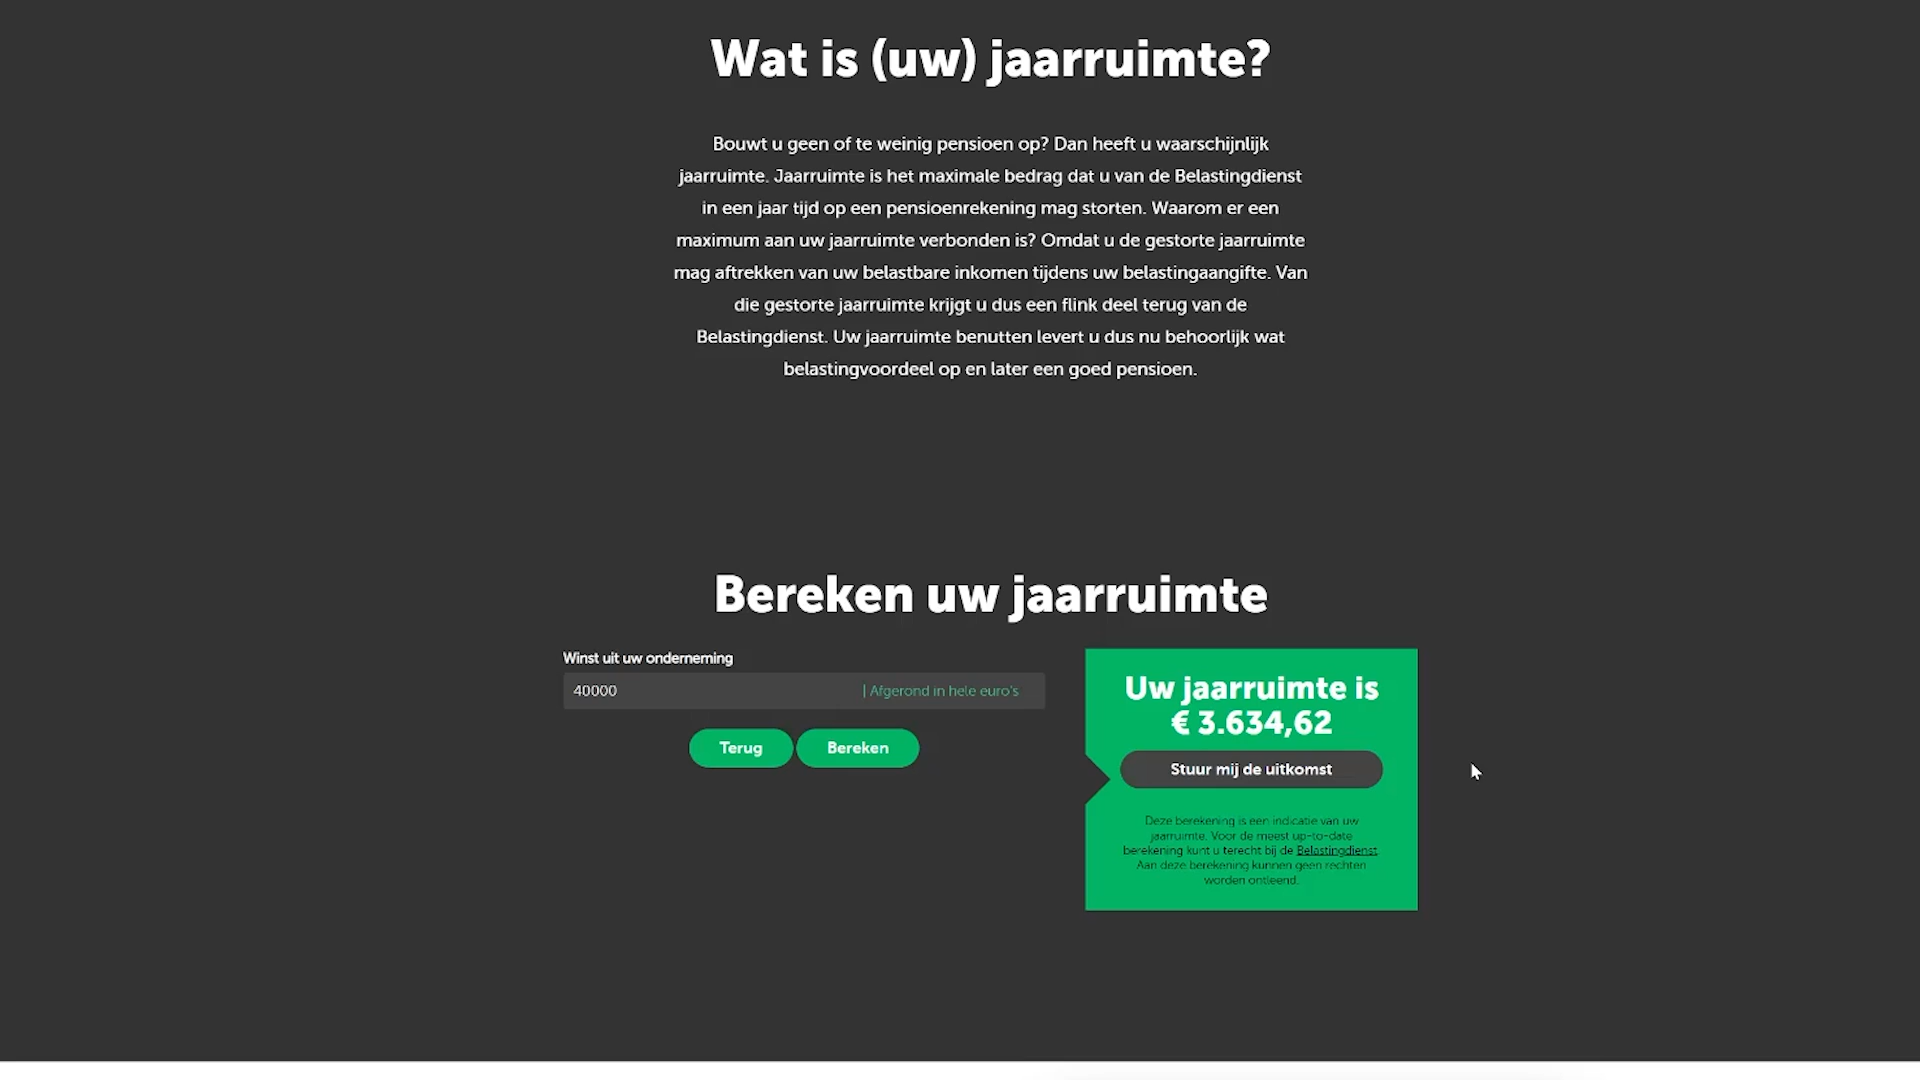 Wat is (uw) jaarruimte?
Bouwt u geen of te weinig pensioen op? Dan heeft u waarschijnlijk
jaarruimte. Jaarruimte is het maximale bedrag dat u van de Belastingdienst
in een jaar tijd op een pensioenrekening mag storten. Waarom er een
maximum aan uw jaarruimte verbonden is? Omdat u de gestorte jaarruimte
mag aftrekken van uw belastbare inkomen tijdens uw belastingaangifte. Van
die gestorte jaarruimte krijgt u dus een flink deel terug van de
Belastingdienst. Uw jaarruimte benutten levert u dus nu behoorlijk wat
belastingvoordeel op en later een goed pensioen.
Bereken uw jaarruimte
Winst uit uw onderneming
40000 | Afgerond in hele euro's
Terug Bereken
Uw jaarruimte is
€ 3.634,62
Stuur mij de uitkomst
Deze berekening is een indicatie van uw
jaarruimte. Voor de meest up-to-date
berekening kunt u terecht bij de Belastingdienst.
Aan deze berekening kunnen geen rechten
worden ontleend.